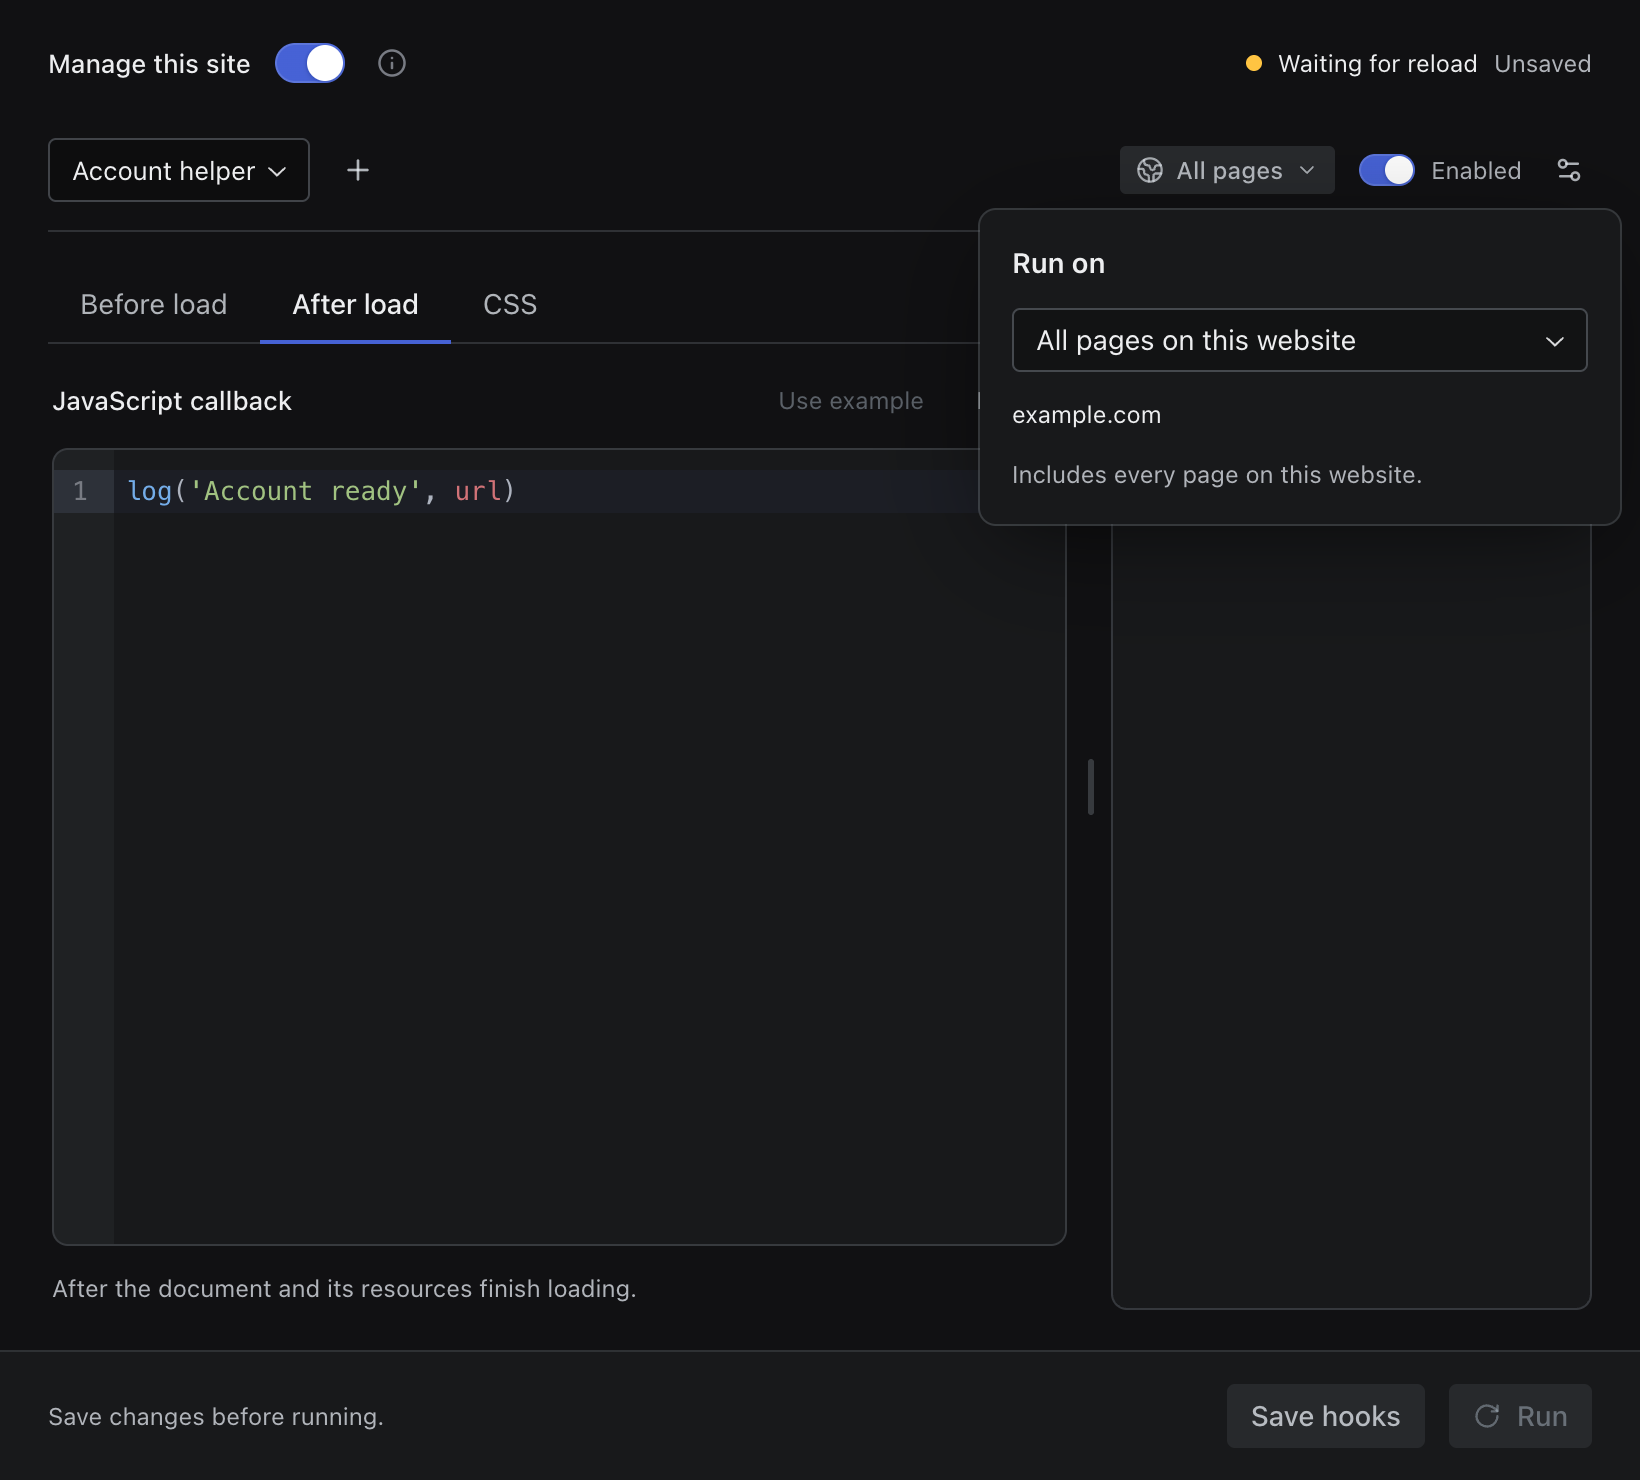 Manage this site
Waiting for reload Unsaved
Account helper
All pages
Enabled
Run on
All pages on this website
example.com
Includes every page on this website.
Before load After load CSS
JavaScript callback
Use example
1 log('Account ready', url)
After the document and its resources finish loading.
Save changes before running.
Save hooks
Run